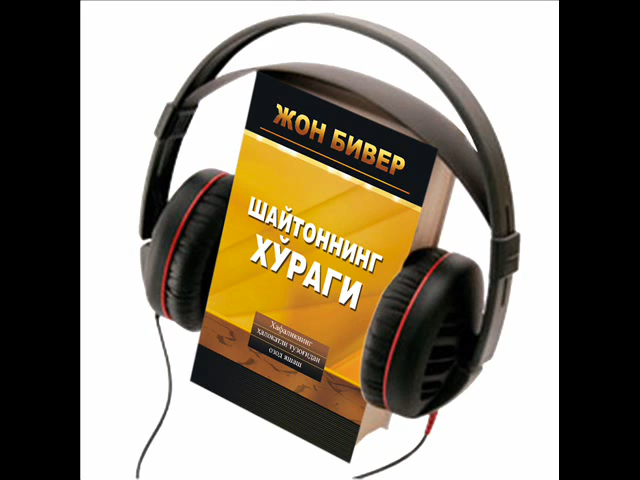 ЖОН БИВЕР
ШАЙТОННИНГ
ХЎРАГИ
Хафаликнинг
ҳалокатли тузоғидан
озод яшаш